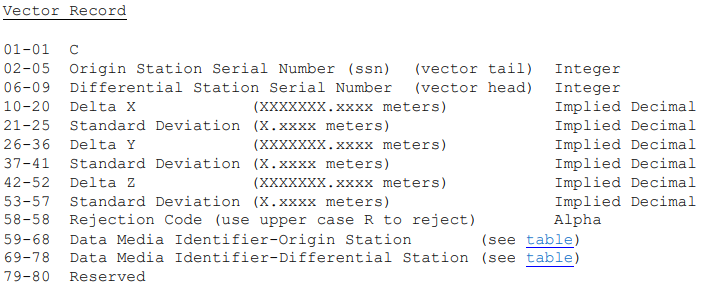 Vector Record
01-01  C
02-05  Origin Station Serial Number (ssn)  (vector tail)  Integer
06-09  Differential Station Serial Number  (vector head)  Integer
10-20  Delta X            (XXXXXXX.xxxx meters)           Implied Decimal
21-25  Standard Deviation (X.xxxx meters)                 Implied Decimal
26-36  Delta Y            (XXXXXXX.xxxx meters)           Implied Decimal
37-41  Standard Deviation (X.xxxx meters)                 Implied Decimal
42-52  Delta Z            (XXXXXXX.xxxx meters)           Implied Decimal
53-57  Standard Deviation (X.xxxx meters)                 Implied Decimal
58-58  Rejection Code (use upper case R to reject)        Alpha
59-68  Data Media Identifier-Origin Station       (see table)
69-78  Data Media Identifier-Differential Station (see table)
79-80  Reserved